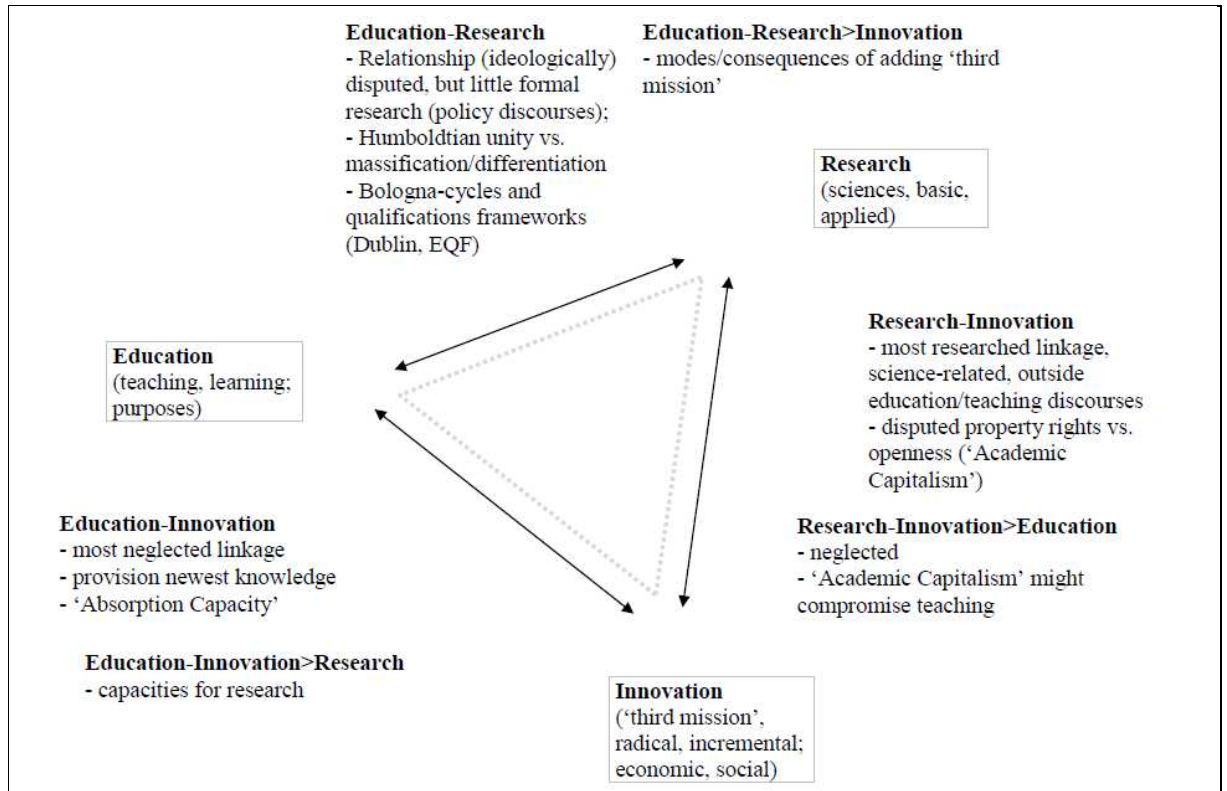 Education-Research
- Relationship (ideologically)
disputed, but little formal
research (policy discourses);
- Humboldtian unity vs.
massification/differentiation
- Bologna-cycles and
qualifications frameworks
(Dublin, EQF)
Education-Research>Innovation
- modes/consequences of adding ‘third
mission’
Research
(sciences, basic,
applied)
Education
(teaching, learning;
purposes)
Research-Innovation
- most researched linkage,
science-related, outside
education/teaching discourses
- disputed property rights vs.
openness (‘Academic
Capitalism’)
Education-Innovation
- most neglected linkage
- provision newest knowledge
- ‘Absorption Capacity’
Research-Innovation>Education
- neglected
- ‘Academic Capitalism’ might
compromise teaching
Education-Innovation>Research
- capacities for research
Innovation
(‘third mission’,
radical, incremental;
economic, social)